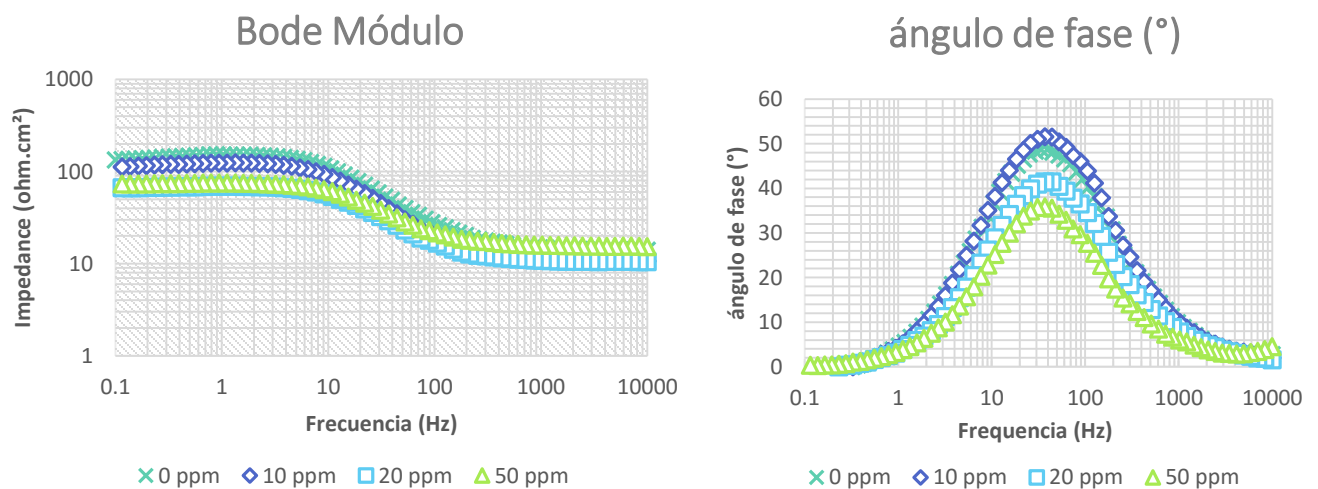 Bode Módulo
1000
100
10
1
Impedance (ohm.cm²)
0.1 1 10 100 1000 10000
Frecuencia (Hz)
0 ppm 10 ppm 20 ppm 50 ppm
ángulo de fase (°)
60
50
40
30
20
10
0
ángulo de fase (°)
0.1 1 10 100 1000 10000
Frequencia (Hz)
0 ppm 10 ppm 20 ppm 50 ppm